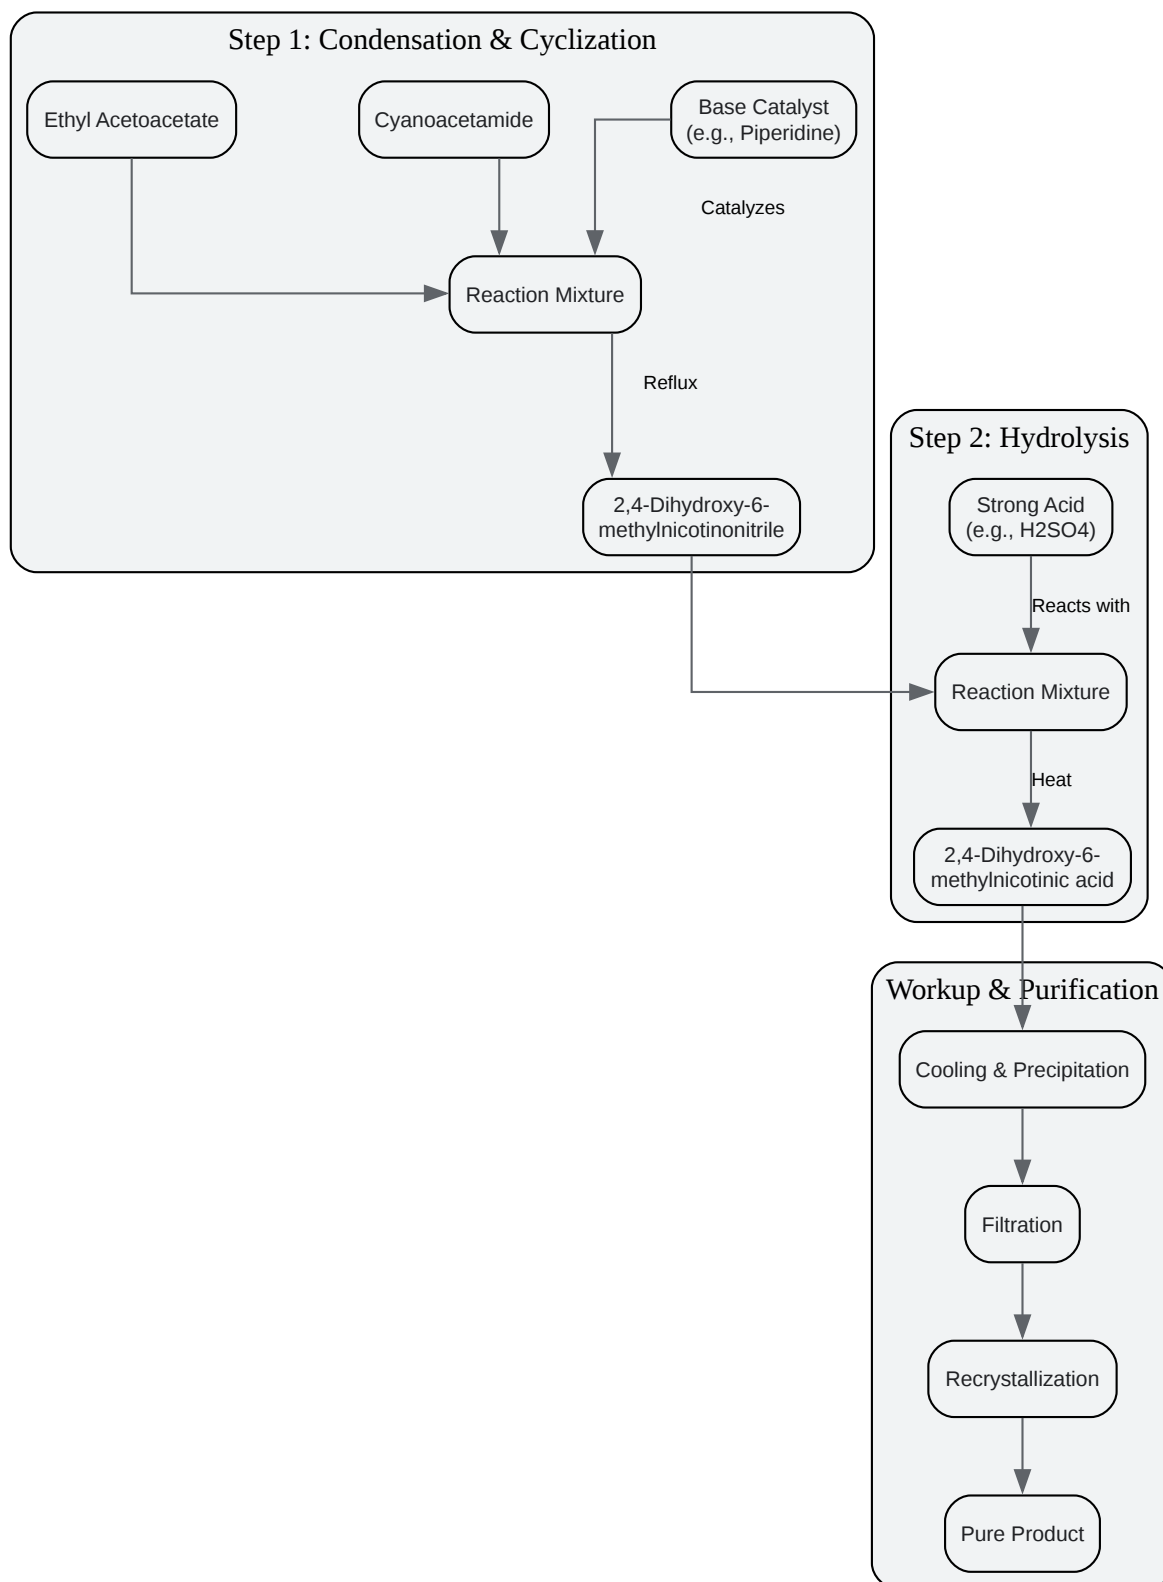 Step 1: Condensation & Cyclization
Ethyl Acetoacetate
Cyanoacetamide
Base Catalyst
(e.g., Piperidine)
Catalyzes
Reaction Mixture
Reflux
2,4-Dihydroxy-6-
methylnicotinonitrile
Step 2: Hydrolysis
Strong Acid
(e.g., H2SO4)
Reacts with
Reaction Mixture
Heat
2,4-Dihydroxy-6-
methylnicotinic acid
Workup & Purification
Cooling & Precipitation
Filtration
Recrystallization
Pure Product